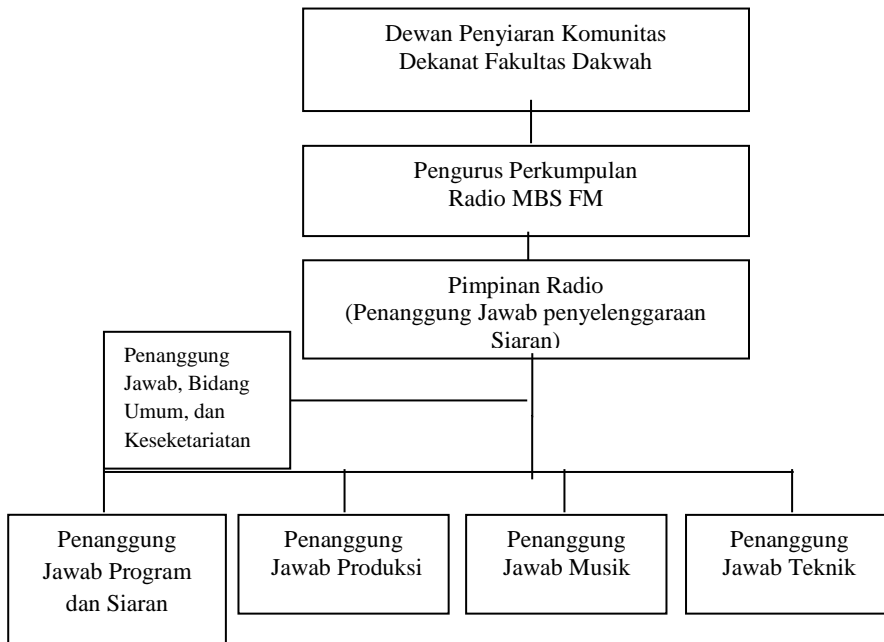 Dewan Penyiaran Komunitas
Dekanat Fakultas Dakwah
Pengurus Perkumpulan
Radio MBS FM
Pimpinan Radio
(Penanggung Jawab penyelenggaraan
Siaran)
Penanggung
Jawab, Bidang
Umum, dan
Keseketariatan
Penanggung
Jawab Program
dan Siaran
Penanggung
Jawab Produksi
Penanggung
Jawab Musik
Penanggung
Jawab Teknik